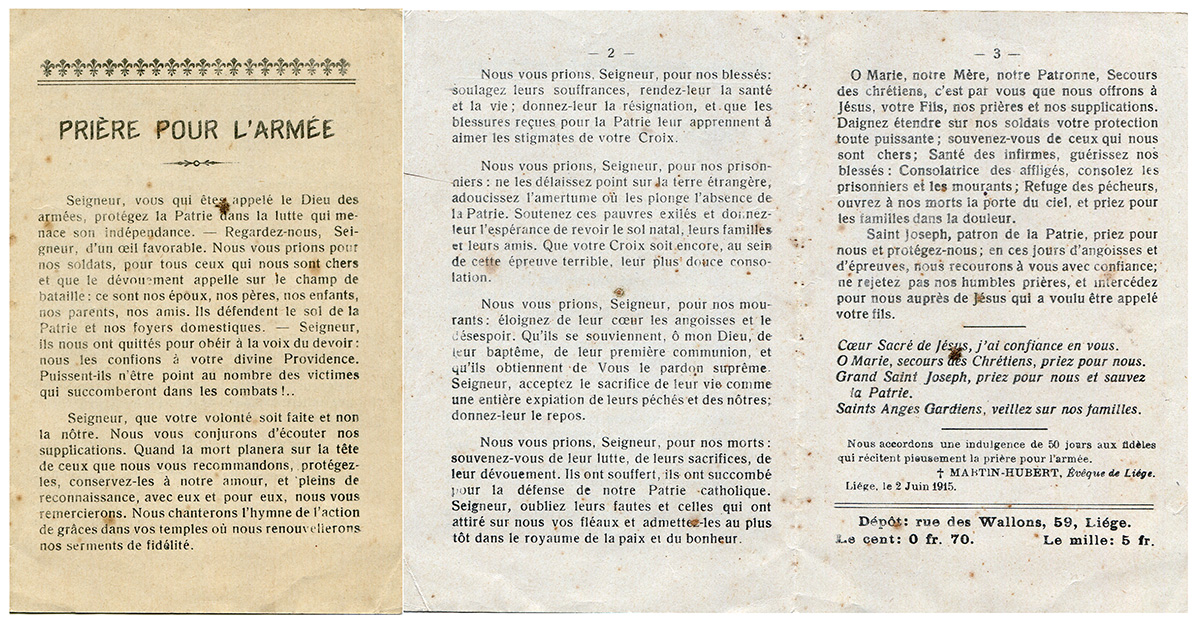 PRIÈRE POUR L'ARMÉE
Seigneur, vous qui êtes appelé le Dieu des
armées, protégez la Patrie dans la lutte qui me-
nace son indépendance. — Regardez-nous, Sei-
gneur, d'un œil favorable. Nous vous prions pour
nos soldats, pour tous ceux qui nous sont chers
et que le dévouement appelle sur le champ de
bataille : ce sont nos époux, nos pères, nos enfants,
nos parents, nos amis. Ils défendent le sol de la
Patrie et nos foyers domestiques. — Seigneur,
ils nous ont quittés pour obéir à la voix du devoir :
nous les confions à votre divine Providence.
Puissent-ils n'être point au nombre des victimes
qui succomberont dans les combats !..
Seigneur, que votre volonté soit faite et non
la nôtre. Nous vous conjurons d'écouter nos
supplications. Quand la mort planera sur la tête
de ceux que nous vous recommandons, protégez-
les, conservez-les à notre amour, et pleins de
reconnaissance, avec eux et pour eux, nous vous
remercierons. Nous chanterons l'hymne de l'action
de grâces dans vos temples où nous renouvellerons
nos serments de fidélité.
— 2 —
Nous vous prions, Seigneur, pour nos blessés:
soulagez leurs souffrances, rendez-leur la santé
et la vie ; donnez-leur la résignation, et que les
blessures reçues pour la Patrie leur apprennent à
aimer les stigmates de votre Croix.
Nous vous prions, Seigneur, pour nos prison-
niers : ne les délaissez point sur la terre étrangère,
adoucissez l'amertume où les plonge l'absence de
la Patrie. Soutenez ces pauvres exilés et donnez-
leur l'espérance de revoir le sol natal, leurs familles
et leurs amis. Que votre Croix soit encore, au sein
de cette épreuve terrible, leur plus douce conso-
lation.
Nous vous prions, Seigneur, pour nos mou-
rants : éloignez de leur cœur les angoisses et le
désespoir. Qu'ils se souviennent, ô mon Dieu, de
leur baptême, de leur première communion, et
qu'ils obtiennent de Vous le pardon suprême.
Seigneur, acceptez le sacrifice de leur vie comme
une entière expiation de leurs péchés et des nôtres;
donnez-leur le repos.
Nous vous prions, Seigneur, pour nos morts :
souvenez-vous de leur lutte, de leurs sacrifices, de
leur dévouement. Ils ont souffert, ils ont succombé
pour la défense de notre Patrie catholique.
Seigneur, oubliez leurs fautes et celles qui ont
attiré sur nous vos fléaux et admettez-les au plus
tôt dans le royaume de la paix et du bonheur.
— 3 —
O Marie, notre Mère, notre Patronne, Secours
des chrétiens, c'est par vous que nous offrons à
Jésus, votre Fils, nos prières et nos supplications.
Daignez étendre sur nos soldats votre protection
toute puissante ; souvenez-vous de ceux qui nous
sont chers ; Santé des infirmes, guérissez nos
blessés : Consolatrice des affligés, consolez les
prisonniers et les mourants ; Refuge des pécheurs,
ouvrez à nos morts la porte du ciel, et priez pour
les familles dans la douleur.
Saint Joseph, patron de la Patrie, priez pour
nous et protégez-nous; en ces jours d'angoisses et
d'épreuves, nous recourons à vous avec confiance;
ne rejetez pas nos humbles prières, et intercédez
pour nous auprès de Jésus qui a voulu être appelé
votre fils.
Cœur Sacré de Jésus, j'ai confiance en vous.
O Marie, secours des Chrétiens, priez pour nous.
Grand Saint Joseph, priez pour nous et sauvez
la Patrie.
Saints Anges Gardiens, veillez sur nos familles.
Nous accordons une indulgence de 50 jours aux fidèles
qui récitent pieusement la prière pour l'armée.
† MARTIN-HUBERT, Évêque de Liége.
Liége, le 2 Juin 1915.
Dépôt: rue des Wallons, 59, Liége.
Le cent: 0 fr. 70. Le mille: 5 fr.